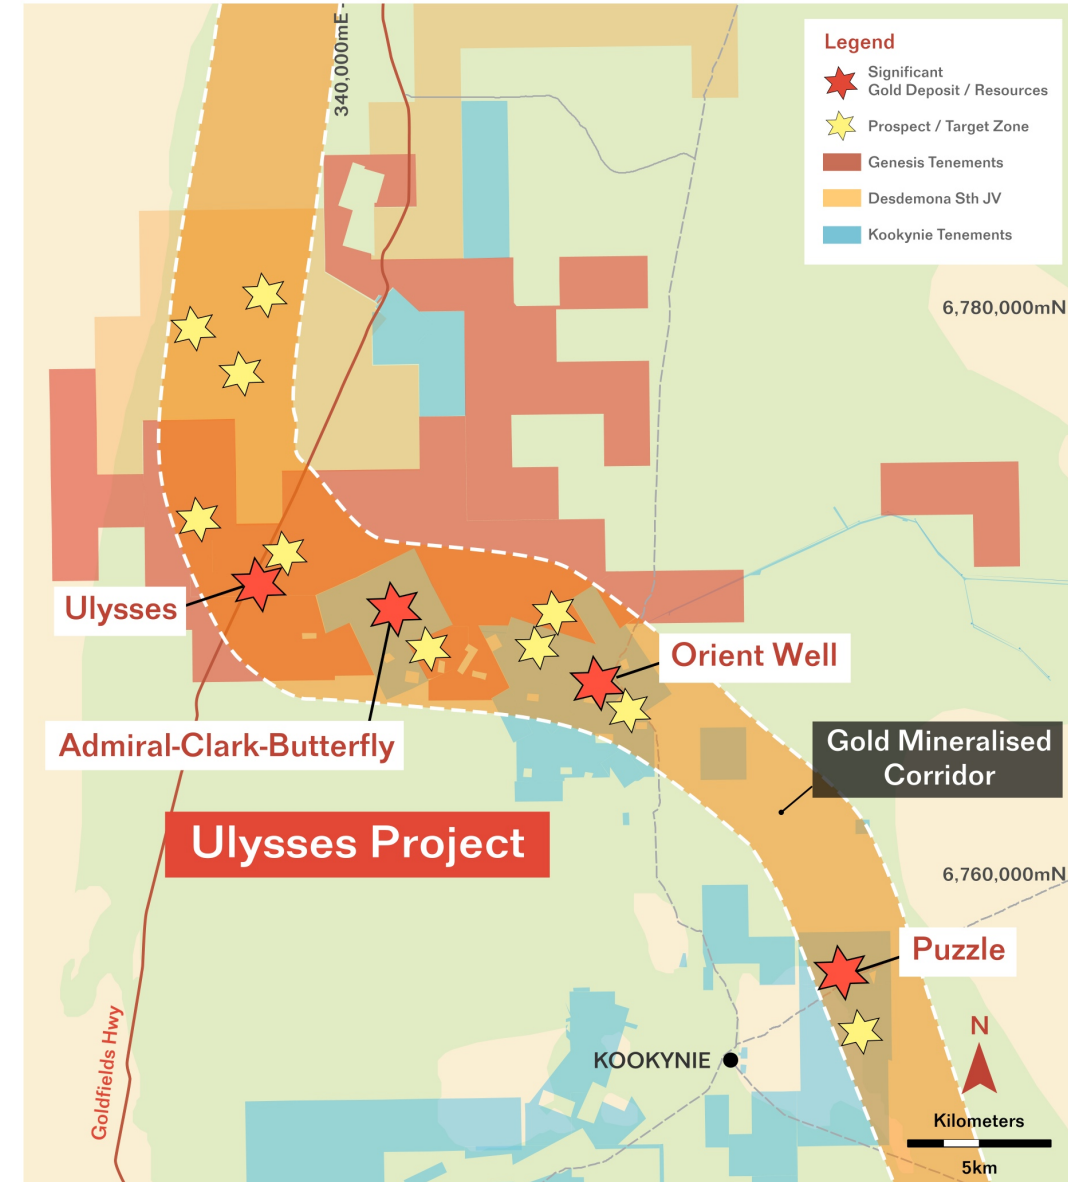 340,000mE -
Legend
Significant
Gold Deposit / Resources
Prospect / Target Zone
Genesis Tenements
Desdemona Sth JV
Kookynie Tenements
6,780,000mN
Ulysses
Orient Well
Admiral-Clark-Butterfly
Gold Mineralised
Corridor
Ulysses Project
6,760,000mN
Puzzle
N
KOOKYNIE
Goldfields Hwy
Kilometers
5km